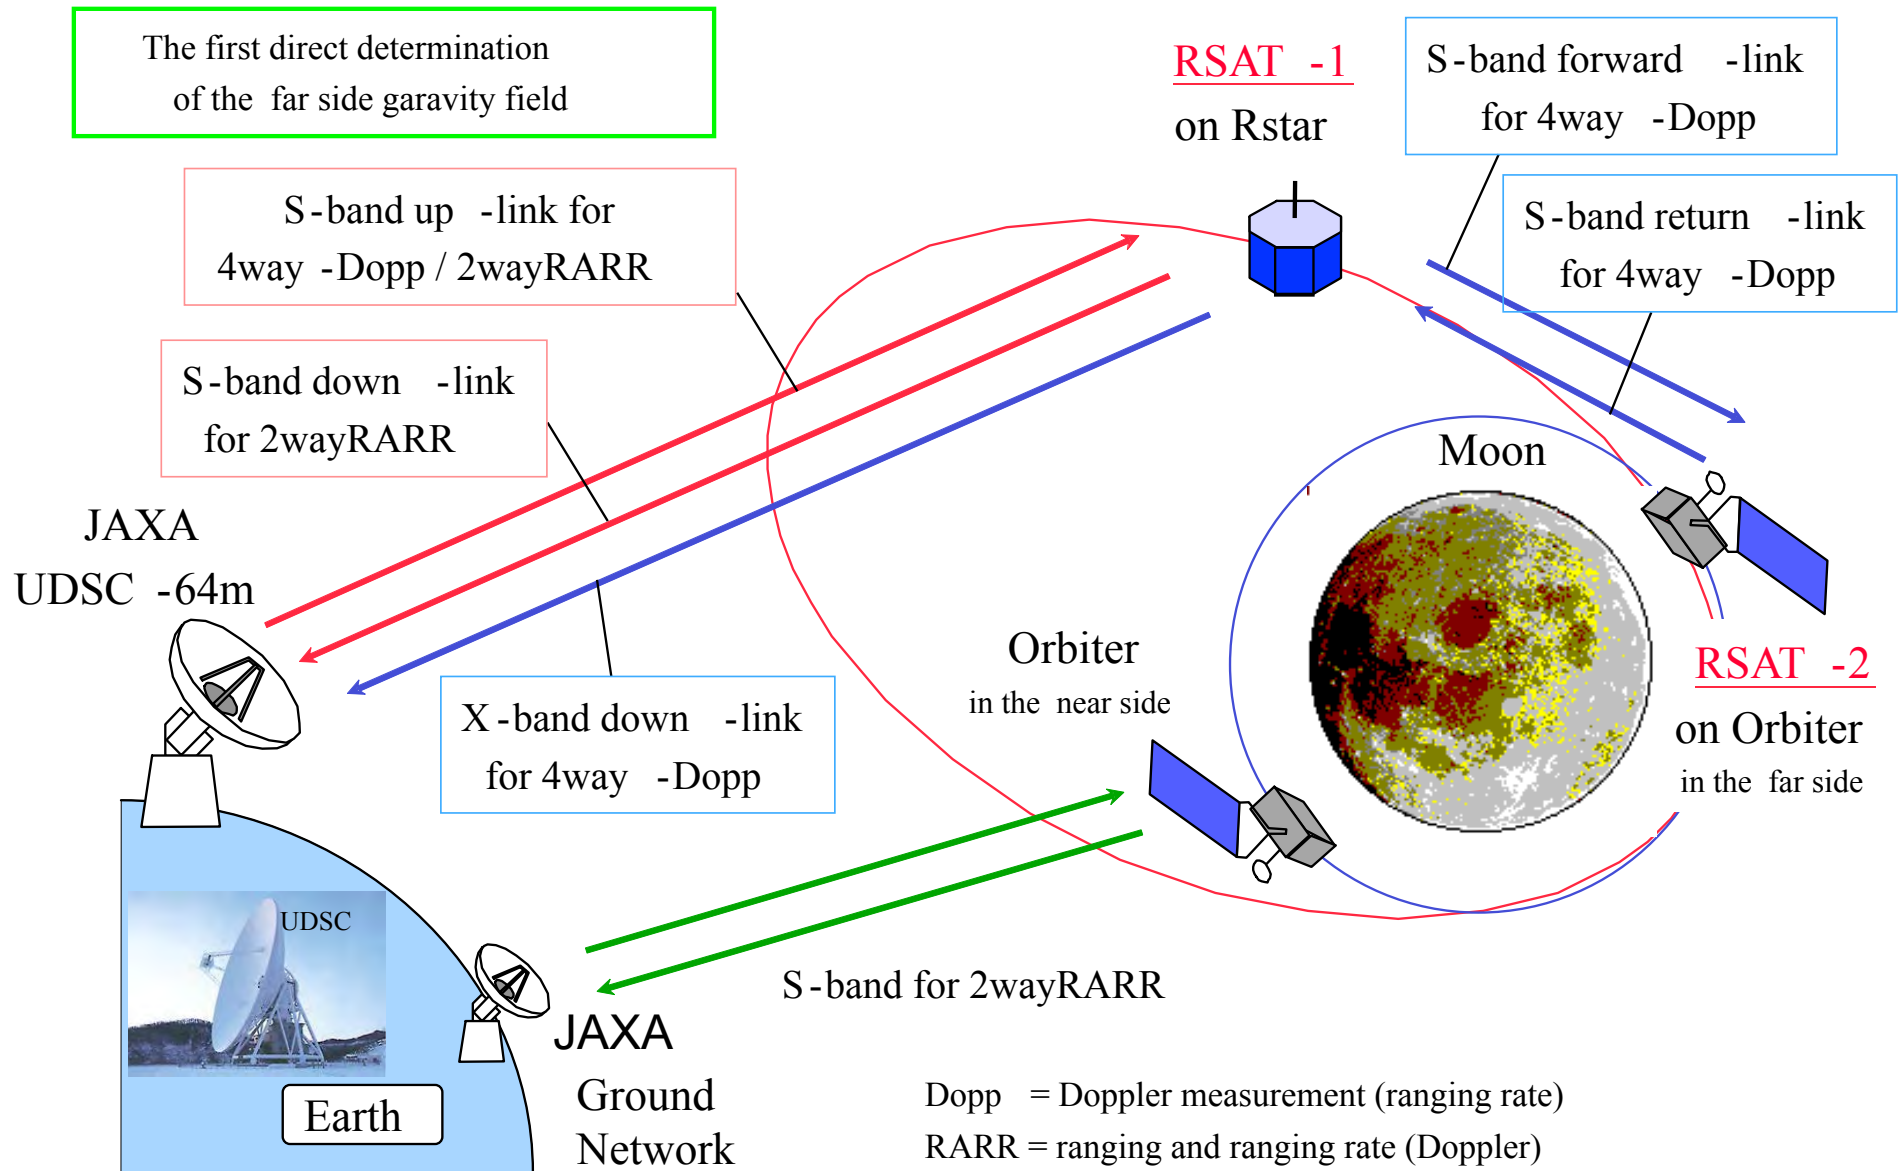 The first direct determination
of the far side garavity field
RSAT -1
on Rstar
S-band forward -link
for 4way -Dopp
S-band return -link
for 4way -Dopp
S-band up -link for
4way -Dopp / 2wayRARR
S-band down -link
for 2wayRARR
Moon
JAXA
UDSC -64m
Orbiter
in the near side
RSAT -2
on Orbiter
in the far side
X-band down -link
for 4way -Dopp
UDSC
S-band for 2wayRARR
JAXA
Ground
Network
Earth
Dopp = Doppler measurement (ranging rate)
RARR = ranging and ranging rate (Doppler)